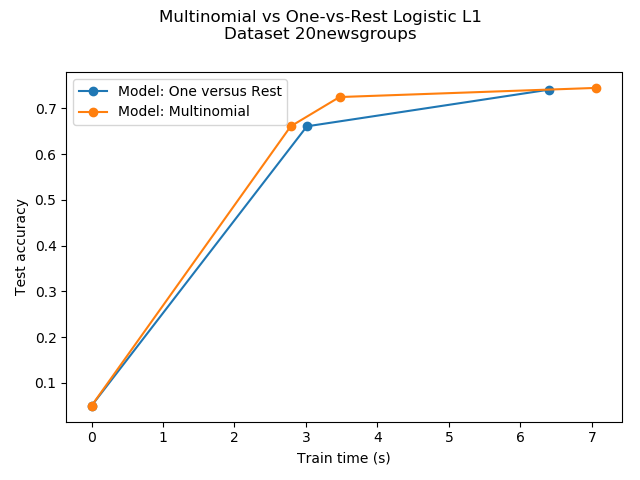 Multinomial vs One-vs-Rest Logistic L1
Dataset 20newsgroups
Model: One versus Rest
Model: Multinomial
Test accuracy
0.7
0.6
0.5
0.4
0.3
0.2
0.1
0 1 2 3 4 5 6 7
Train time (s)